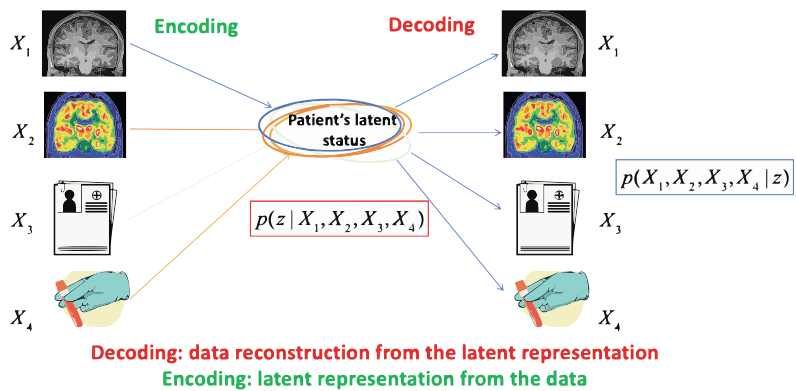 Encoding
Decoding
X₁
X₁
X₂
Patient's latent
status
X₂
p(X₁,X₂,X₃,X₄|z)
X₃
p(z|X₁,X₂,X₃,X₄)
X₃
X₄
X₄
Decoding: data reconstruction from the latent representation
Encoding: latent representation from the data